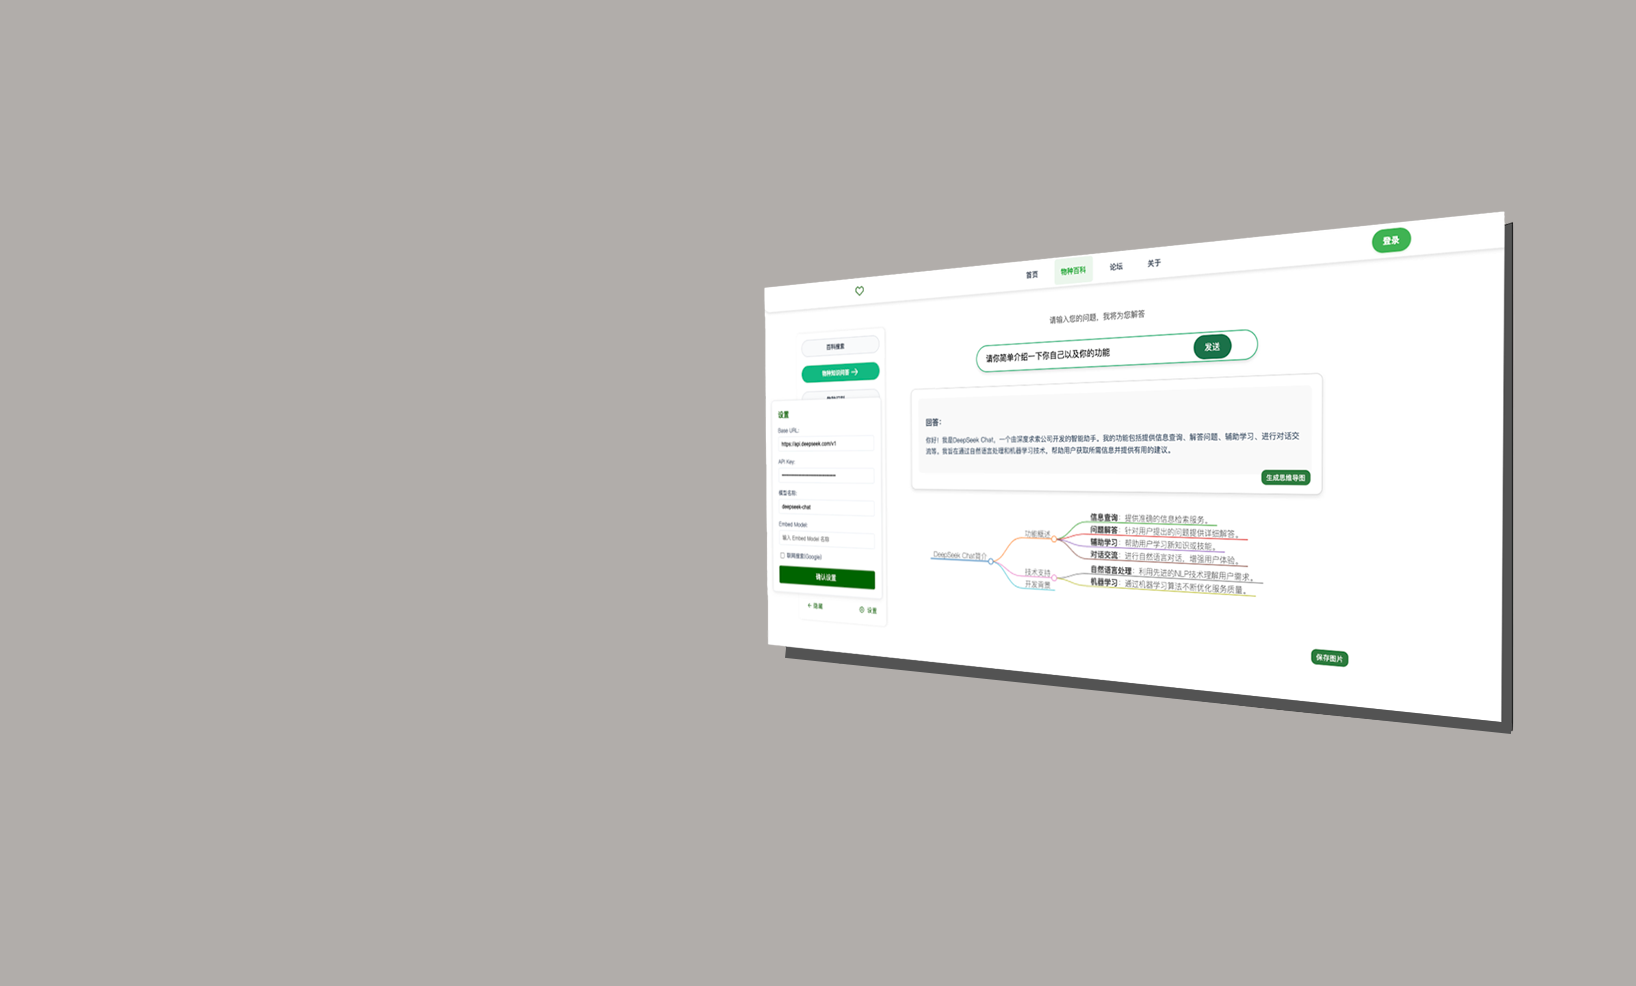 首页
物种百科
论坛
关于
登录
百科搜索
物种知识问答 →
设置
Base URL:
https://api.deepseek.com/v1
API Key:
模型名称:
deepseek-chat
Embed Model:
输入 Embed Model 名称
联网搜索(Google)
确认设置
隐藏
设置
请输入您的问题，我将为您解答
请你简单介绍一下你自己以及你的功能
发送
回答：
你好！我是DeepSeek Chat，一个由深度求索公司开发的智能助手。我的功能包括提供信息查询、解答问题、辅助学习、进行对话交
流等。我旨在通过自然语言处理和机器学习技术，帮助用户获取所需信息并提供有用的建议。
生成思维导图
DeepSeek Chat简介
功能概述
信息查询：提供准确的信息检索服务。
问题解答：针对用户提出的问题提供详细解答。
辅助学习：帮助用户学习新知识或技能。
对话交流：进行自然语言对话，增强用户体验。
技术支持
自然语言处理：利用先进的NLP技术理解用户需求。
机器学习：通过机器学习算法不断优化服务质量。
开发背景
保存图片